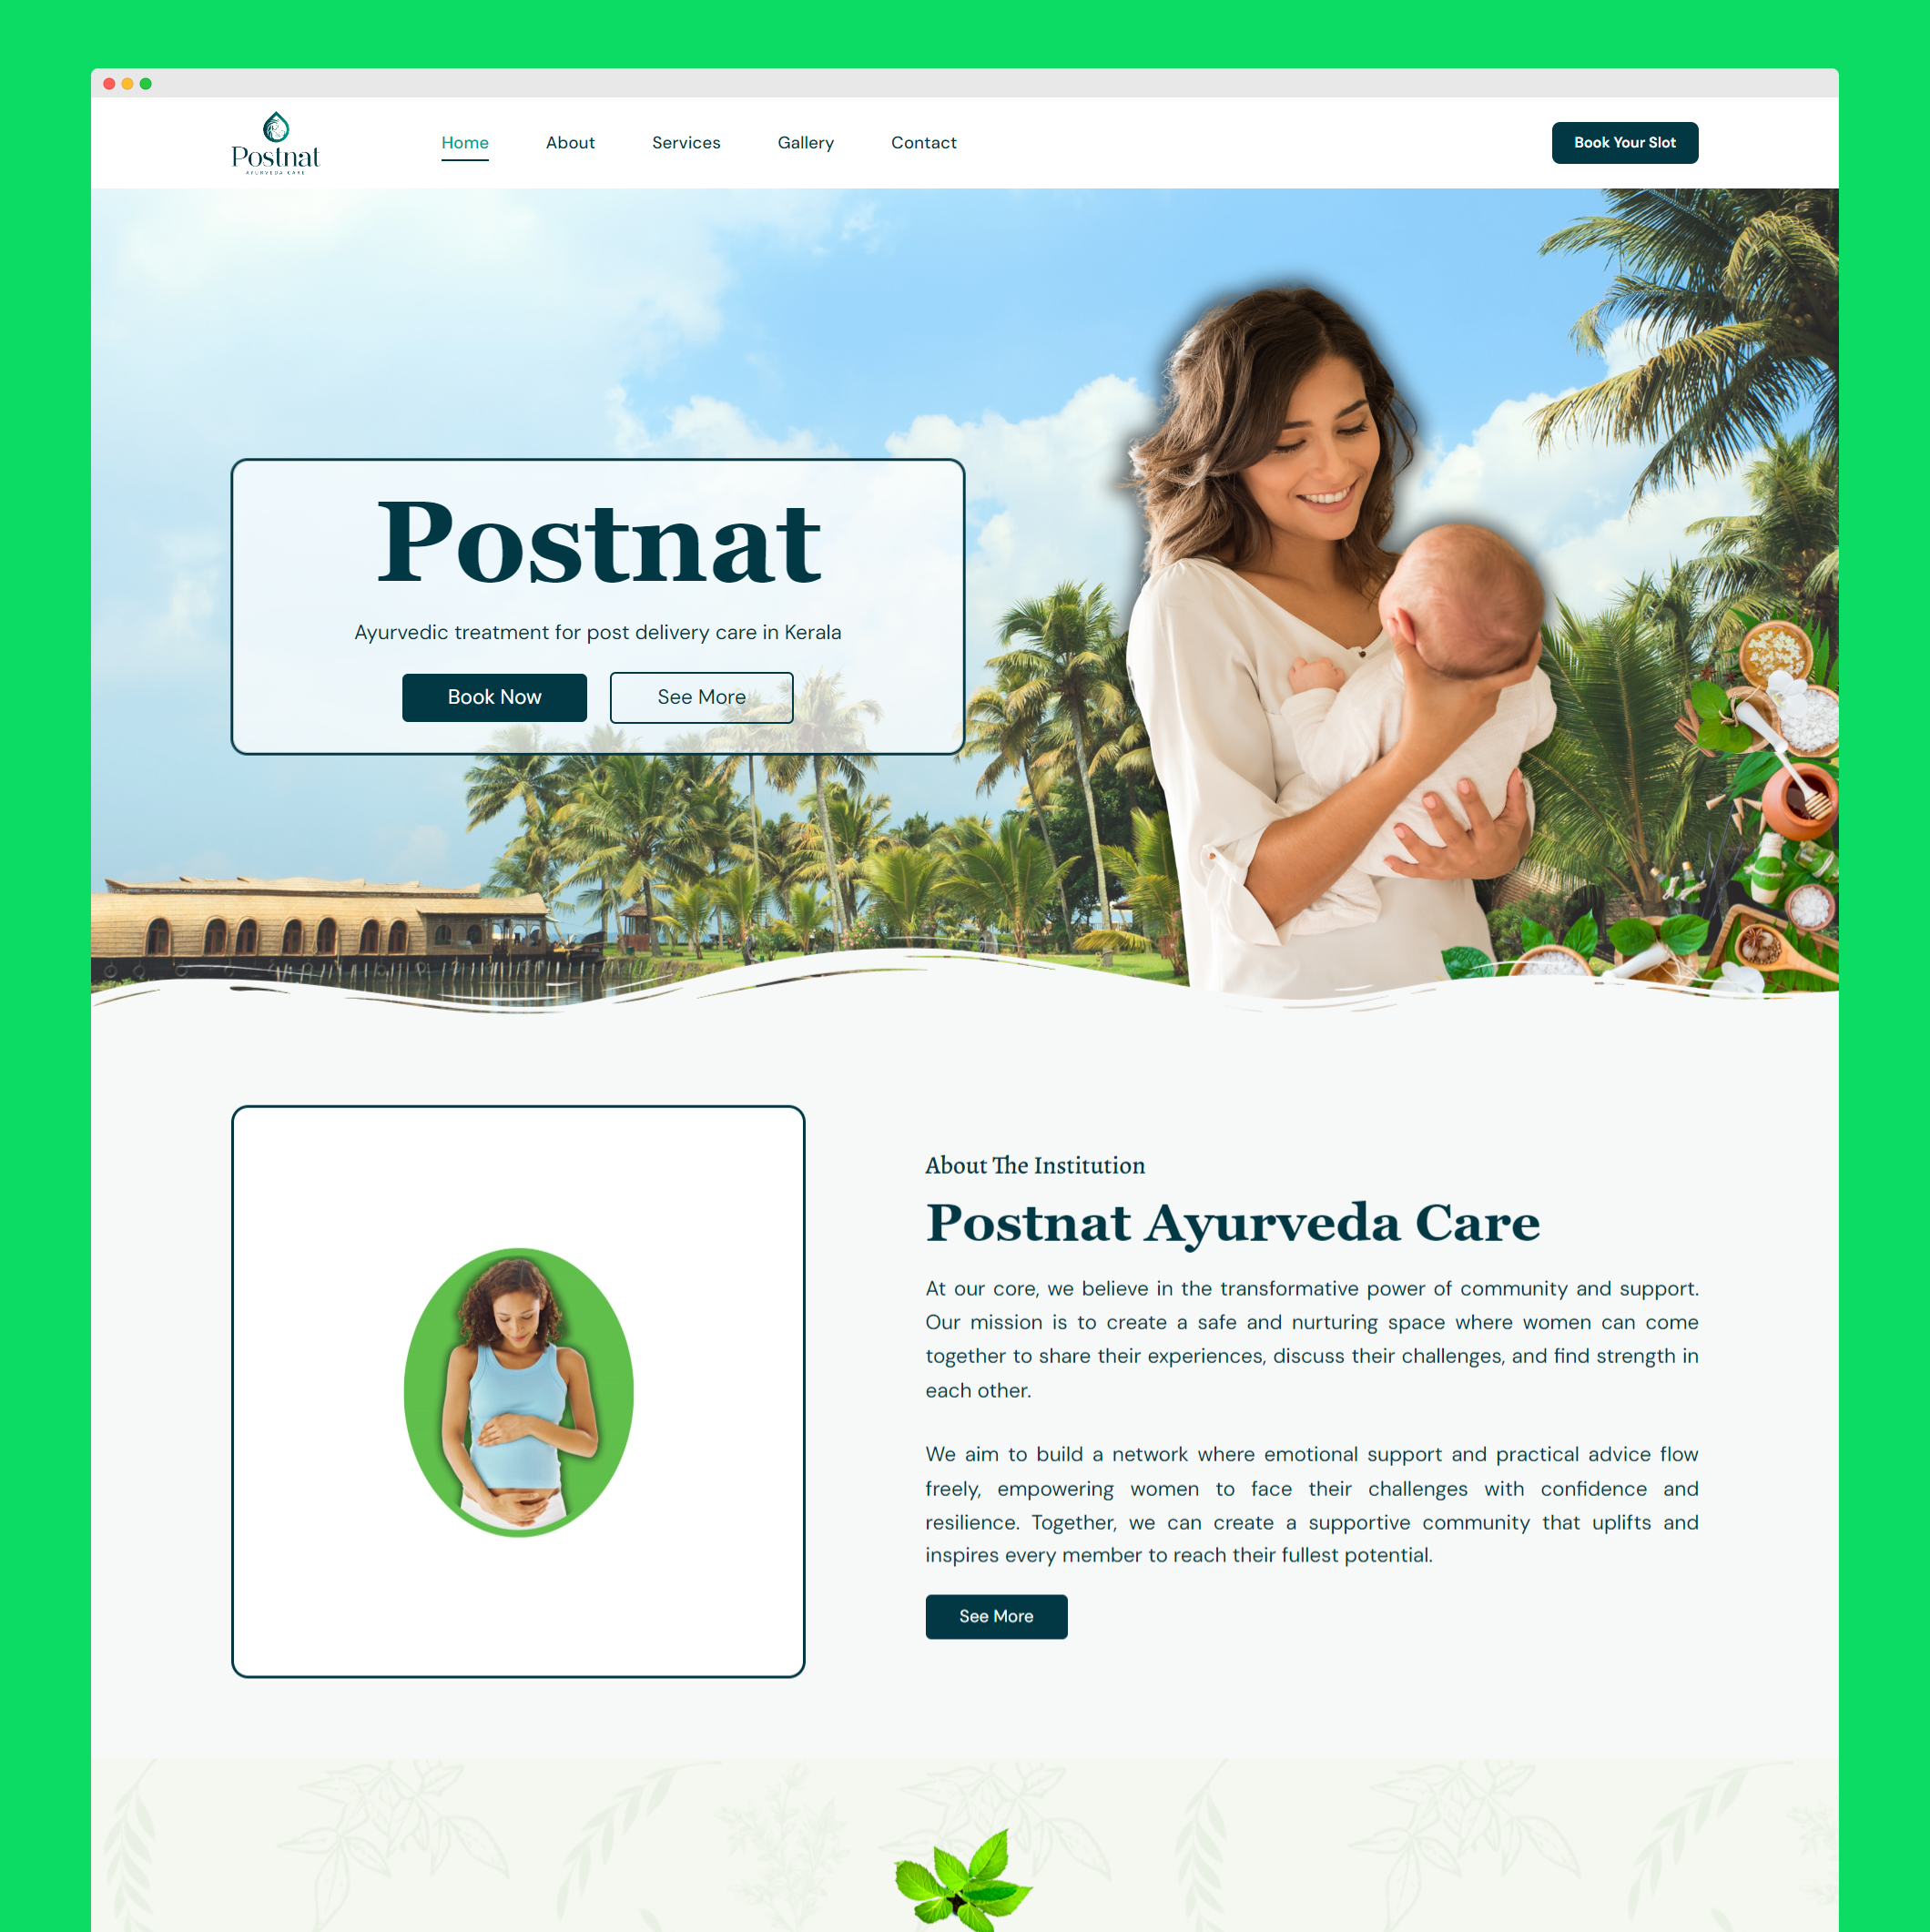 Postnat
AYURVEDA CARE
Home
About
Services
Gallery
Contact
Book Your Slot
Postnat
Ayurvedic treatment for post delivery care in Kerala
Book Now
See More
About The Institution
Postnat Ayurveda Care
At our core, we believe in the transformative power of community and support.
Our mission is to create a safe and nurturing space where women can come
together to share their experiences, discuss their challenges, and find strength in
each other.
We aim to build a network where emotional support and practical advice flow
freely, empowering women to face their challenges with confidence and
resilience. Together, we can create a supportive community that uplifts and
inspires every member to reach their fullest potential.
See More